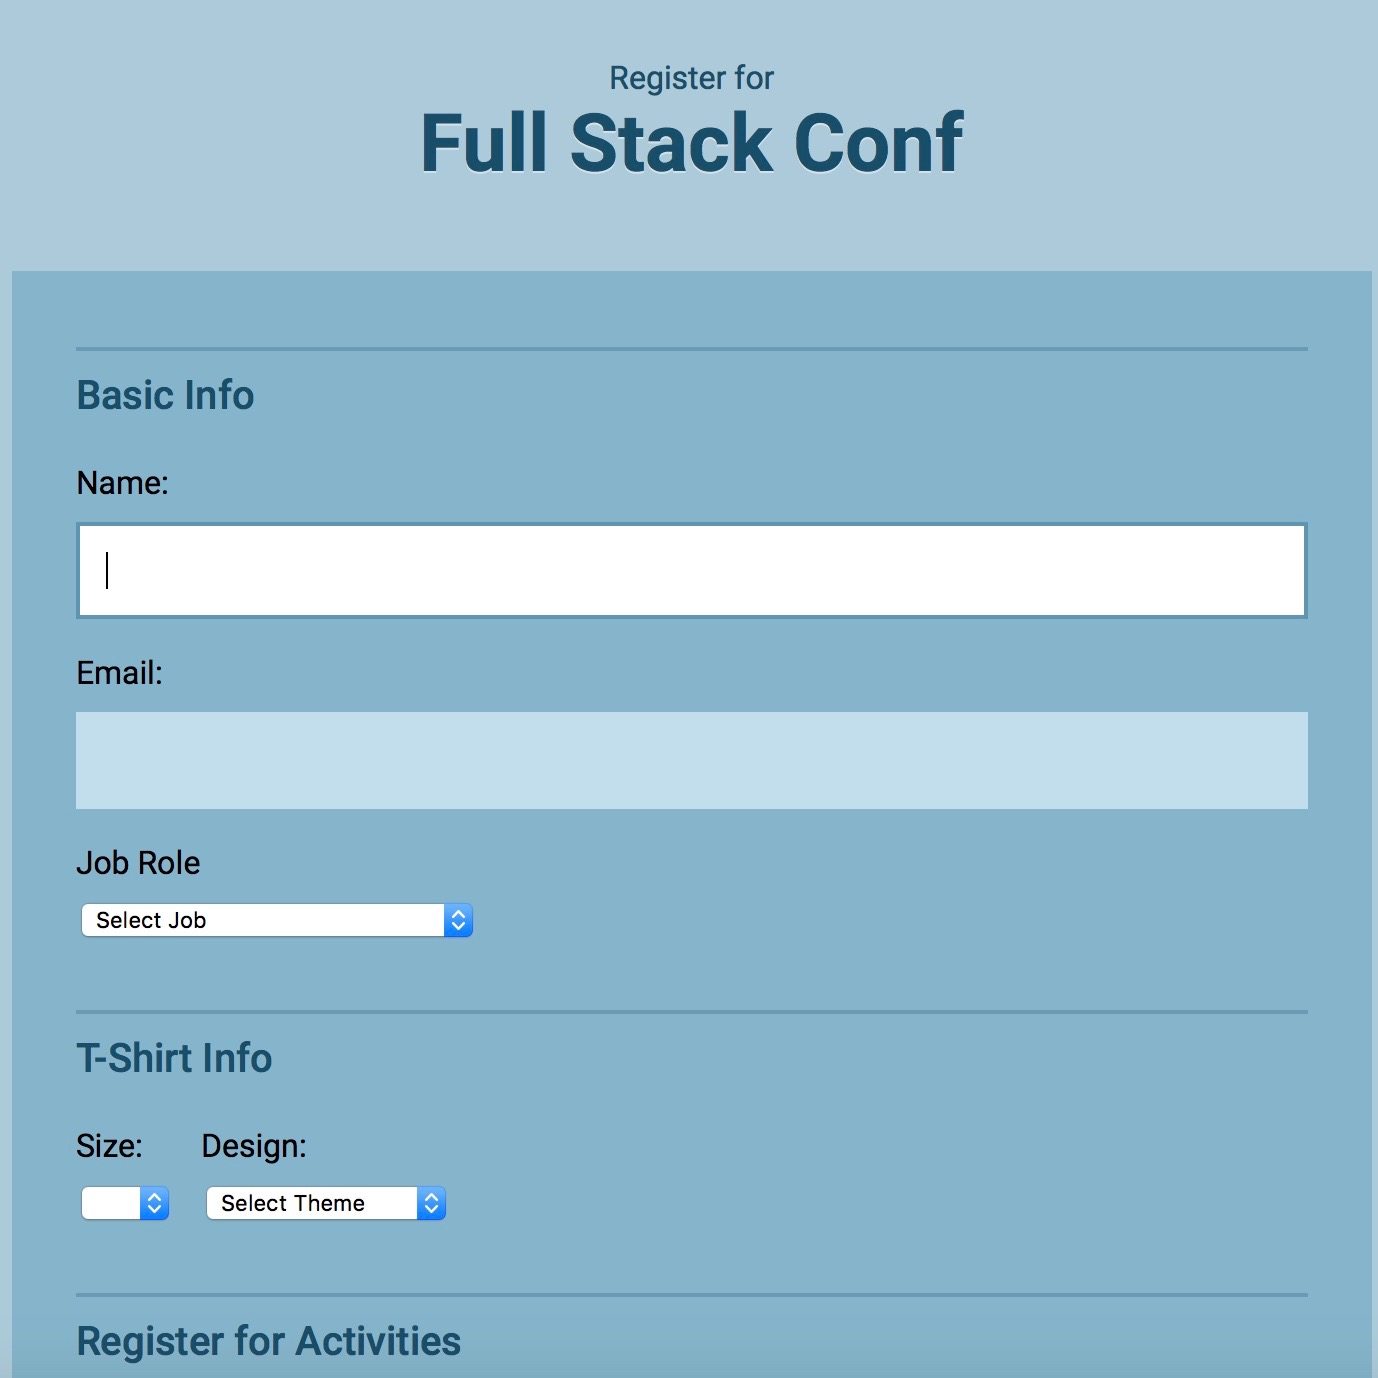 Register for
Full Stack Conf
Basic Info
Name:
Email:
Job Role
Select Job
T-Shirt Info
Size: Design:
Select Theme
Register for Activities